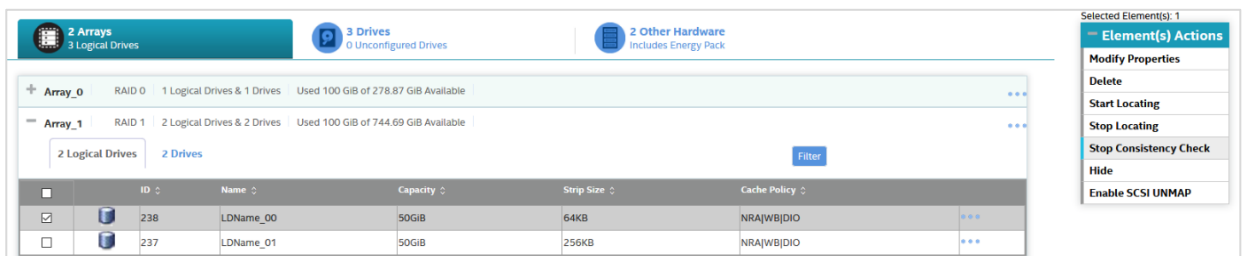 Selected Element(s): 1
2 Arrays
3 Logical Drives
3 Drives
0 Unconfigured Drives
2 Other Hardware
Includes Energy Pack
Element(s) Actions
Modify Properties
Delete
Start Locating
Stop Locating
Stop Consistency Check
Hide
Enable SCSI UNMAP
Array_0 RAID 0 1 Logical Drives & 1 Drives Used 100 GiB of 278.87 GiB Available
Array_1 RAID 1 2 Logical Drives & 2 Drives Used 100 GiB of 744.69 GiB Available
2 Logical Drives 2 Drives Filter
ID Name Capacity Strip Size Cache Policy
238 LDName_00 50GiB 64KB NRA|WB|DIO
237 LDName_01 50GiB 256KB NRA|WB|DIO